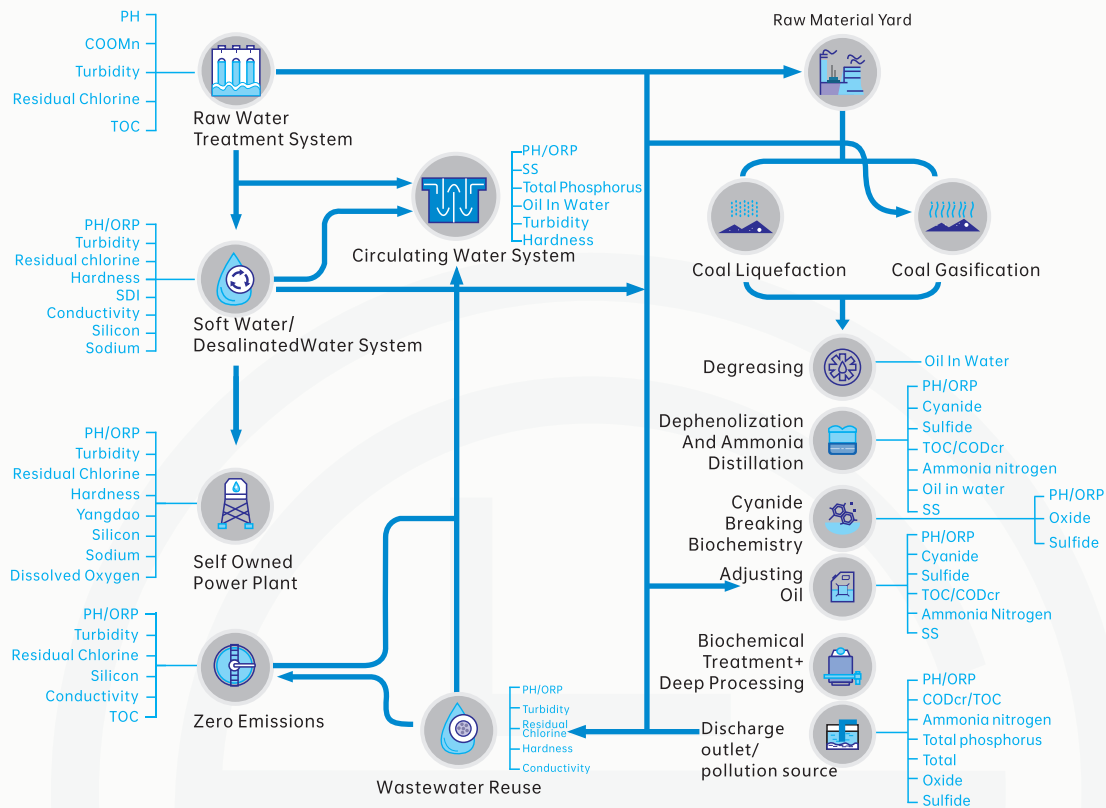 PH
COOMn
Turbidity
Residual Chlorine
TOC
Raw Water
Treatment System
Raw Material Yard
PH/ORP
SS
Total Phosphorus
Oil In Water
Turbidity
Hardness
Circulating Water System
PH/ORP
Turbidity
Residual chlorine
Hardness
SDI
Conductivity
Silicon
Sodium
Soft Water/
DesalinatedWater System
Coal Liquefaction
Coal Gasification
Degreasing
Oil In Water
Dephenolization
And Ammonia
Distillation
PH/ORP
Cyanide
Sulfide
TOC/CODcr
Ammonia nitrogen
Oil in water
SS
PH/ORP
Turbidity
Residual Chlorine
Hardness
Yangdao
Silicon
Sodium
Dissolved Oxygen
Self Owned
Power Plant
Cyanide
Breaking
Biochemistry
PH/ORP
Oxide
Sulfide
Adjusting
Oil
PH/ORP
Cyanide
Sulfide
TOC/CODcr
Ammonia Nitrogen
SS
PH/ORP
Turbidity
Residual Chlorine
Silicon
Conductivity
TOC
Zero Emissions
Biochemical
Treatment+
Deep Processing
PH/ORP
Turbidity
Residual
Chlorine
Hardness
Conductivity
Wastewater Reuse
Discharge
outlet/
pollution source
PH/ORP
CODcr/TOC
Ammonia nitrogen
Total phosphorus
Total
Oxide
Sulfide